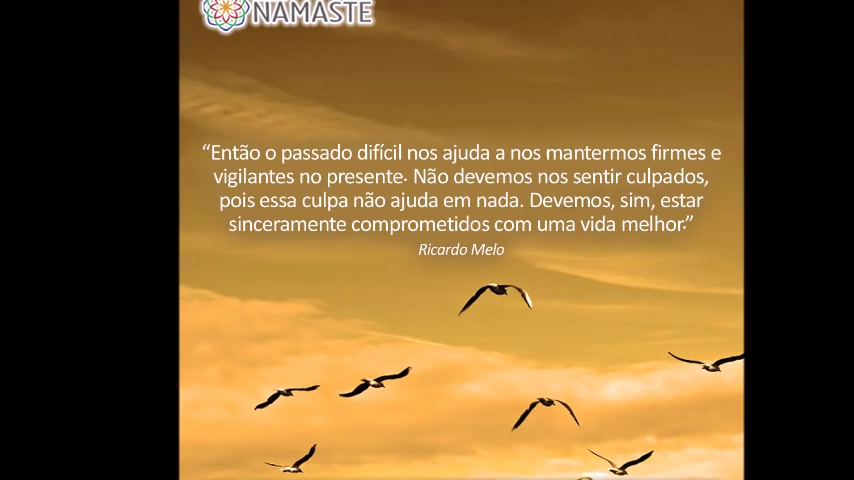 NAMASTE
“Então o passado difícil nos ajuda a nos mantermos firmes e
vigilantes no presente. Não devemos nos sentir culpados,
pois essa culpa não ajuda em nada. Devemos, sim, estar
sinceramente comprometidos com uma vida melhor.”
Ricardo Melo